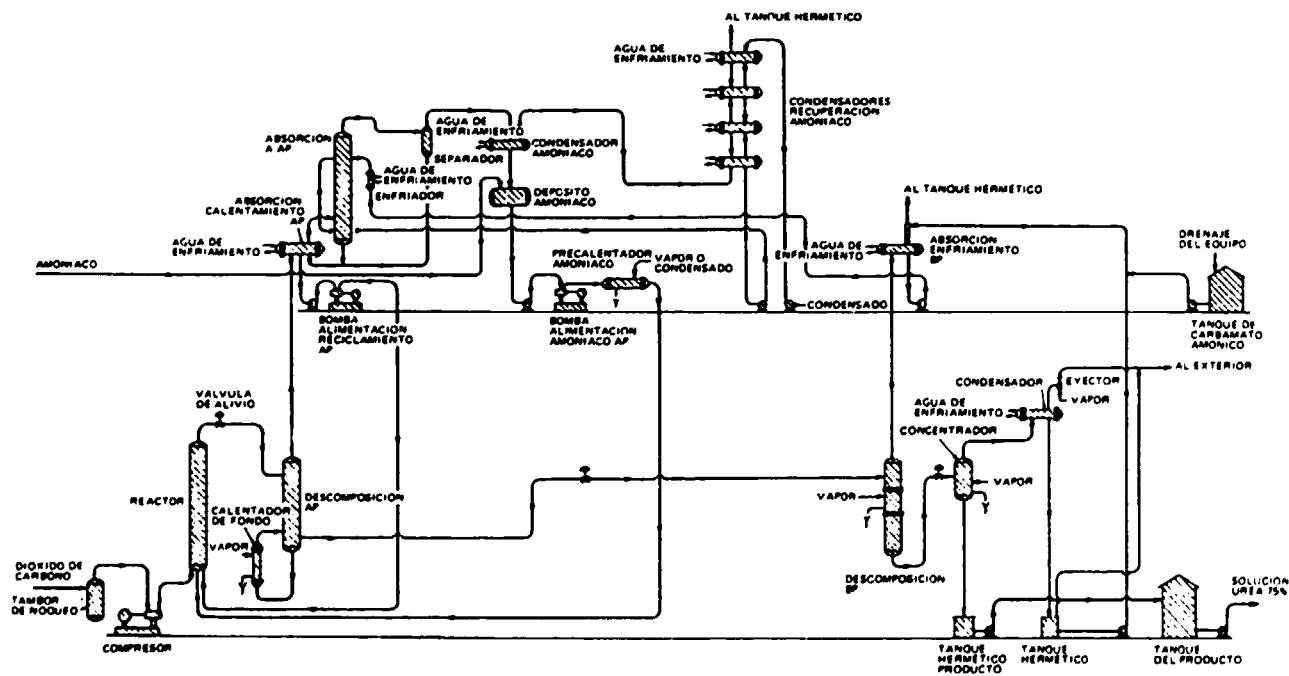 AL TANQUE HERMÉTICO
AGUA DE
ENFRIAMIENTO
CONDENSADORES
RECUPERACION
AMONIACO
AGUA DE
ENFRIAMIENTO
SEPARADOR
CONDENSADOR
AMONIACO
ABSORCION
A AP
AGUA DE
ENFRIAMIENTO
ENFRIADOR
DEPOSITO
AMONIACO
ABSORCION
CALENTAMIENTO
AP
AGUA DE
ENFRIAMIENTO
AMONIACO
PRECALENTADOR
AMONIACO
VAPOR O
CONDENSADO
AL TANQUE HERMÉTICO
AGUA DE
ENFRIAMIENTO
ABSORCION
ENFRIAMIENTO
BP
DRENAJE
DEL EQUIPO
BOMBA
ALIMENTACION
RECICLAMIENTO
AP
BOMBA
ALIMENTACION
AMONIACO AP
CONDENSADO
TANQUE DE
CARBAMATO
AMONICO
AL EXTERIOR
VALVULA
DE ALIVIO
CONDENSADOR
EYECTOR
VAPOR
AGUA DE
ENFRIAMIENTO
CONCENTRADOR
REACTOR
DESCOMPOSICION
AP
CALENTADOR
DE FONDO
VAPOR
VAPOR
VAPOR
DIOXIDO DE
CARBONO
TAMBOR
DE NOQUEO
COMPRESOR
DESCOMPOSICION
BP
SOLUCION
UREA 75%
TANQUE
HERMETICO
PRODUCTO
TANQUE
HERMÉTICO
TANQUE
DEL PRODUCTO